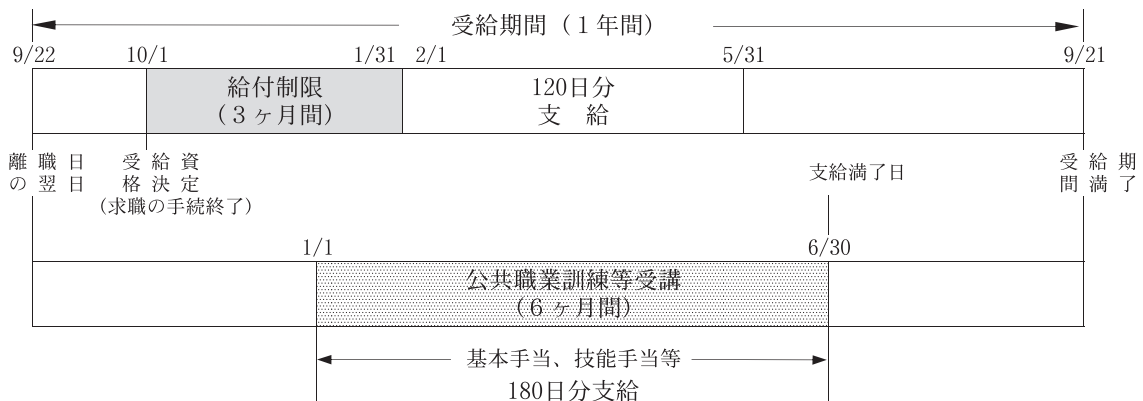 受給期間（１年間）
9/22 10/1 1/31 2/1 5/31 9/21
給付制限
（３ヶ月間）
120日分
支　給
離職日
の翌日
受給資
格決定
(求職の手続終了)
支給満了日
受給期
間満了
1/1 6/30
公共職業訓練等受講
（６ヶ月間）
基本手当、技能手当等
180日分支給